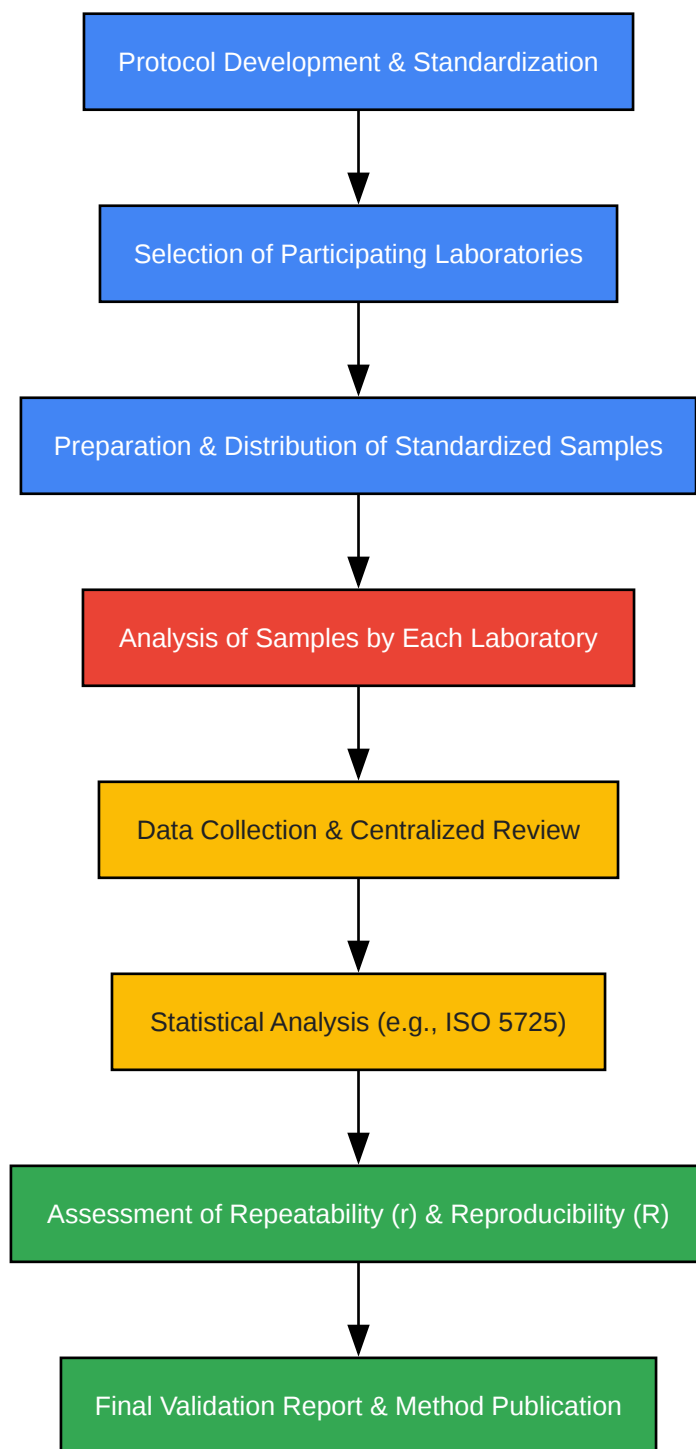 Protocol Development & Standardization
Selection of Participating Laboratories
Preparation & Distribution of Standardized Samples
Analysis of Samples by Each Laboratory
Data Collection & Centralized Review
Statistical Analysis (e.g., ISO 5725)
Assessment of Repeatability (r) & Reproducibility (R)
Final Validation Report & Method Publication